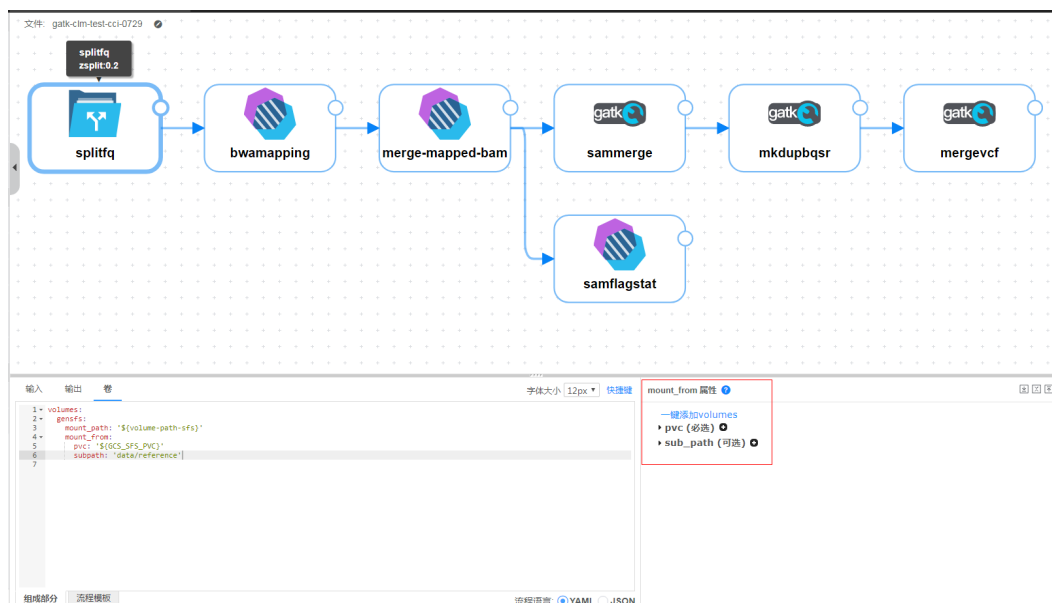 文件: gatk-clm-test-cci-0729
splitfq
zsplit:0.2
splitfq
bwamapping
merge-mapped-bam
gatk
sammerge
gatk
mkdupbqsr
gatk
mergevcf
samflagstat
输入 输出 卷
字体大小 12px 快捷键
1 volumes:
2 gensfs:
3 mount_path: '${volume-path-sfs}'
4 mount_from:
5 pvc: '${GCS_SFS_PVC}'
6 subpath: 'data/reference'
7
mount_from 属性 ?
一键添加volumes
pvc (必选)
sub_path (可选)
组成部分 流程模板
流程语言: YAML JSON